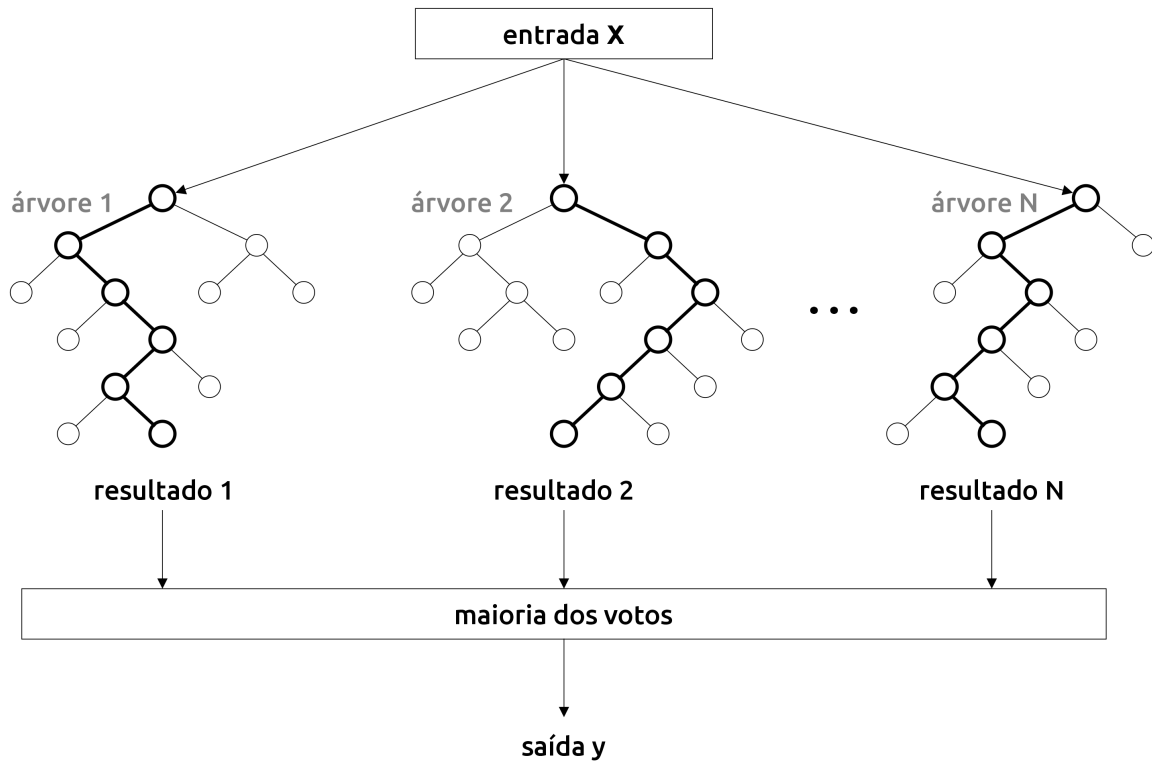 entrada X
árvore 1
árvore 2
árvore N
...
resultado 1
resultado 2
resultado N
maioria dos votos
saída y